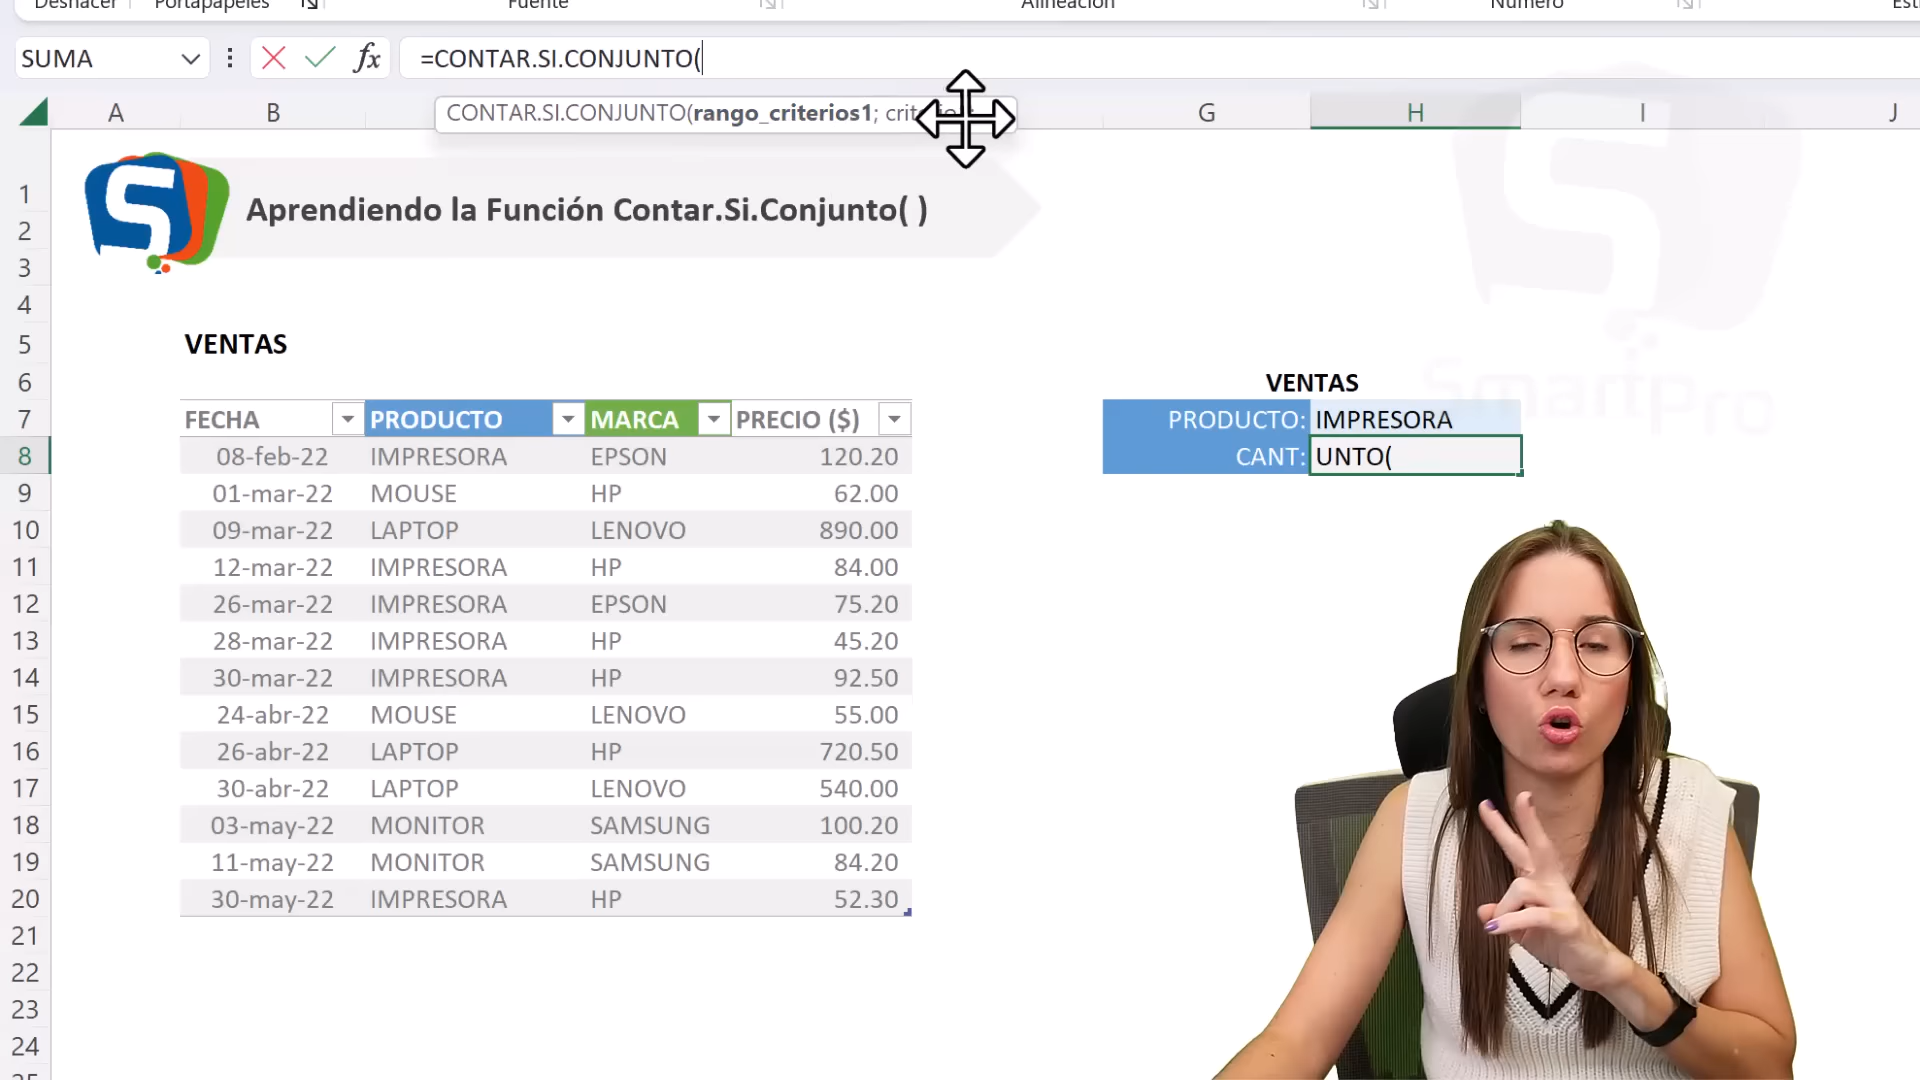 Deshacer Portapapeles Fuente Alineación Número
SUMA =CONTAR.SI.CONJUNTO(
CONTAR.SI.CONJUNTO(rango_criterios1;
A B G H I J
1
Aprendiendo la Función Contar.Si.Conjunto( )
2
3
4
5 VENTAS
6 VENTAS
7 FECHA PRODUCTO MARCA PRECIO ($) PRODUCTO: IMPRESORA
8 08-feb-22 IMPRESORA EPSON 120.20 CANT: UNTO(
9 01-mar-22 MOUSE HP 62.00
10 09-mar-22 LAPTOP LENOVO 890.00
11 12-mar-22 IMPRESORA HP 84.00
12 26-mar-22 IMPRESORA EPSON 75.20
13 28-mar-22 IMPRESORA HP 45.20
14 30-mar-22 IMPRESORA HP 92.50
15 24-abr-22 MOUSE LENOVO 55.00
16 26-abr-22 LAPTOP HP 720.50
17 30-abr-22 LAPTOP LENOVO 540.00
18 03-may-22 MONITOR SAMSUNG 100.20
19 11-may-22 MONITOR SAMSUNG 84.20
20 30-may-22 IMPRESORA HP 52.30
21
22
23
24
SmartPro